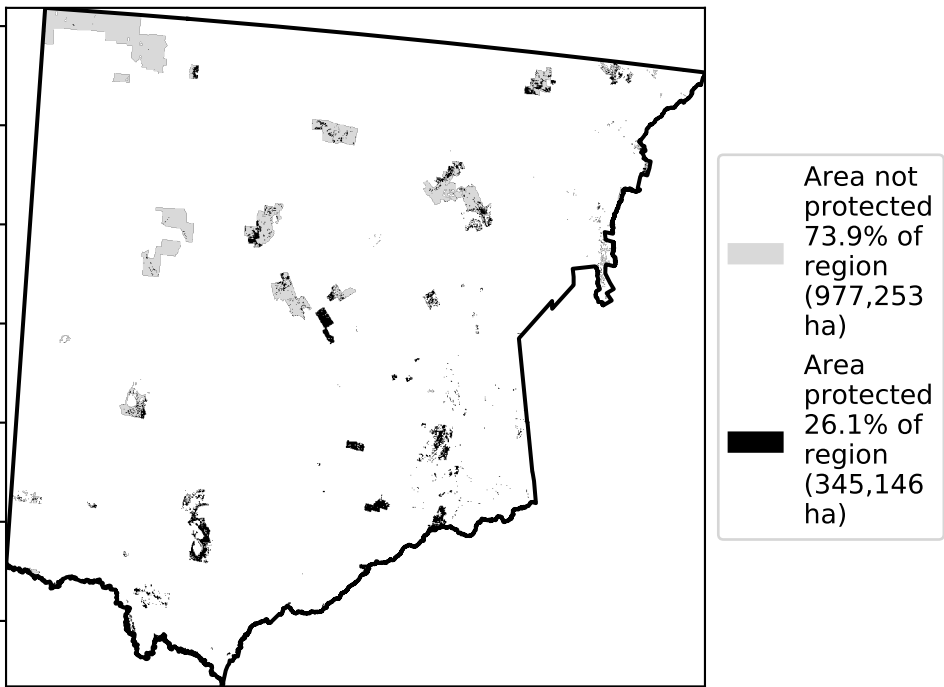 Area not
protected
73.9% of
region
(977,253
ha)
Area
protected
26.1% of
region
(345,146
ha)